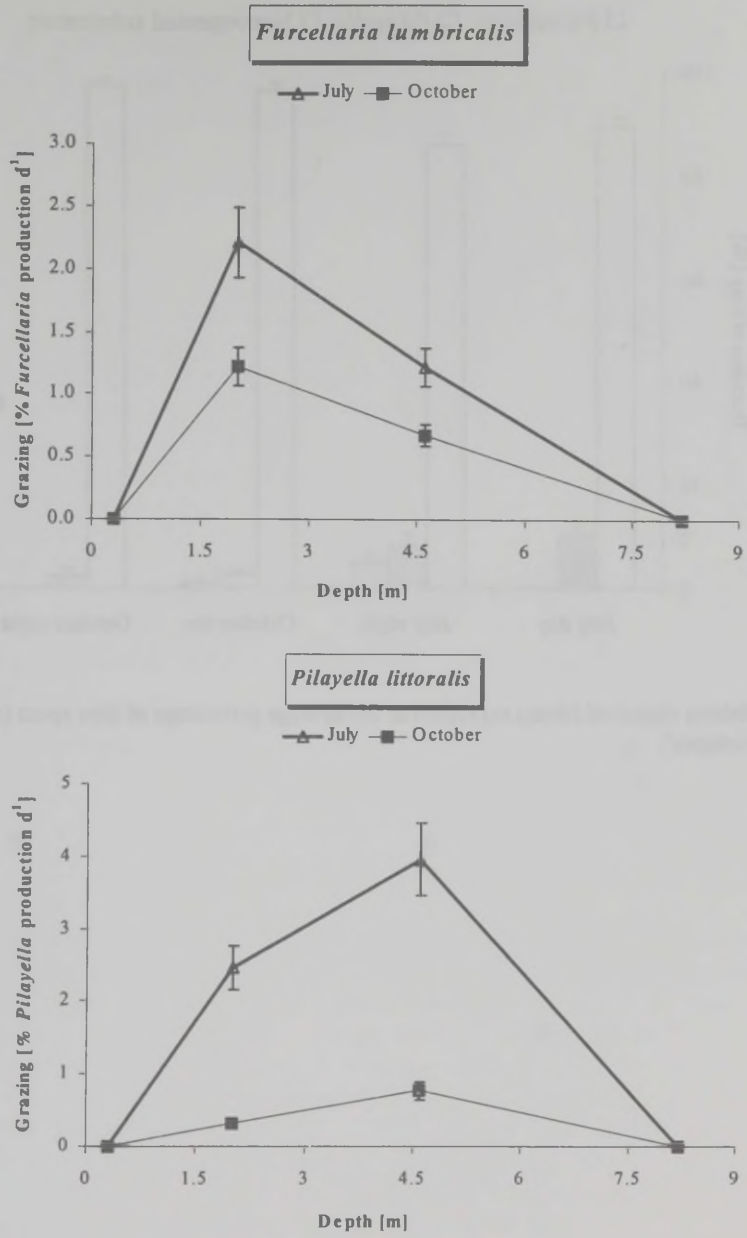 Furcellaria lumbricalis
July October
Grazing [% Furcellaria production d¹]
3.0
2.5
2.0
1.5
1.0
0.5
0.0
0 1.5 3 4.5 6 7.5 9
Depth [m]
Pilayella littoralis
July October
Grazing [% Pilayella production d¹]
5
4
3
2
1
0
0 1.5 3 4.5 6 7.5 9
Depth [m]